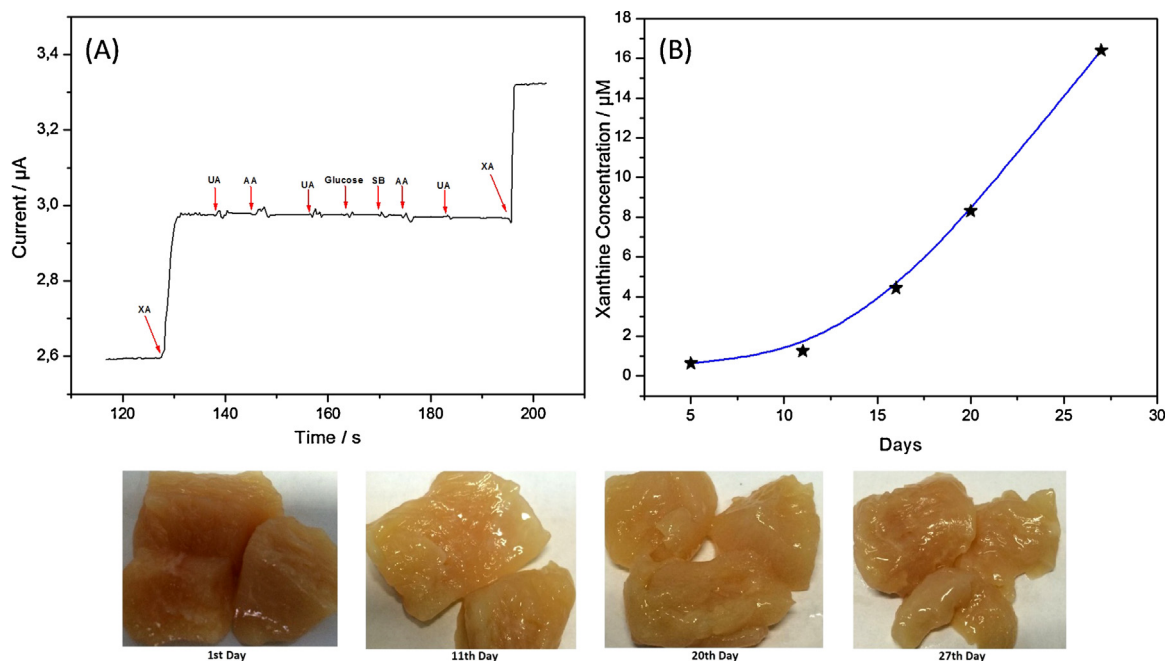 (A)
3,4
3,2
3,0
2,8
2,6
Current / µA
XA
UA
AA
UA
Glucose
SB
AA
UA
XA
120
140
160
180
200
Time / s
(B)
18
16
14
12
10
8
6
4
2
0
Xanthine Concentration / µM
5
10
15
20
25
30
Days
1st Day
11th Day
20th Day
27th Day